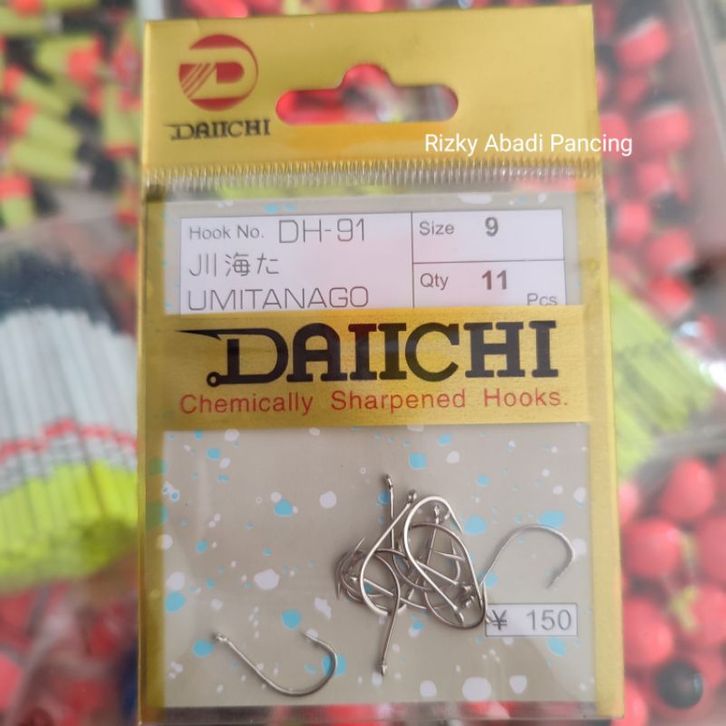 DAIICHI
Rizky Abadi Pancing
Hook No. DH-91
Size 9
川海た
UMITANAGO
Qty 11 Pcs
DAIICHI
Chemically Sharpened Hooks.
¥ 150